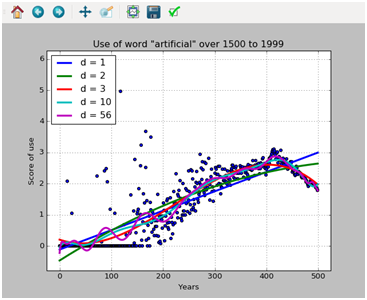 Use of word "artificial" over 1500 to 1999
6
5
4
3
2
1
0
d = 1
d = 2
d = 3
d = 10
d = 56
Score of use
0 100 200 300 400 500
Years